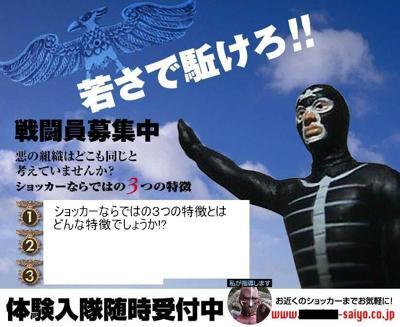 若さで駈けろ!!
戦闘員募集中
悪の組織はどこも同じと
考えていませんか?
ショッカーならではの3つの特徴
1
2
3
ショッカーならではの3つの特徴とは
どんな特徴でしょうか!?
私が指導します
体験入隊随時受付中
お近くのショッカーまでお気軽に!
www.
-saiyo.co.jp